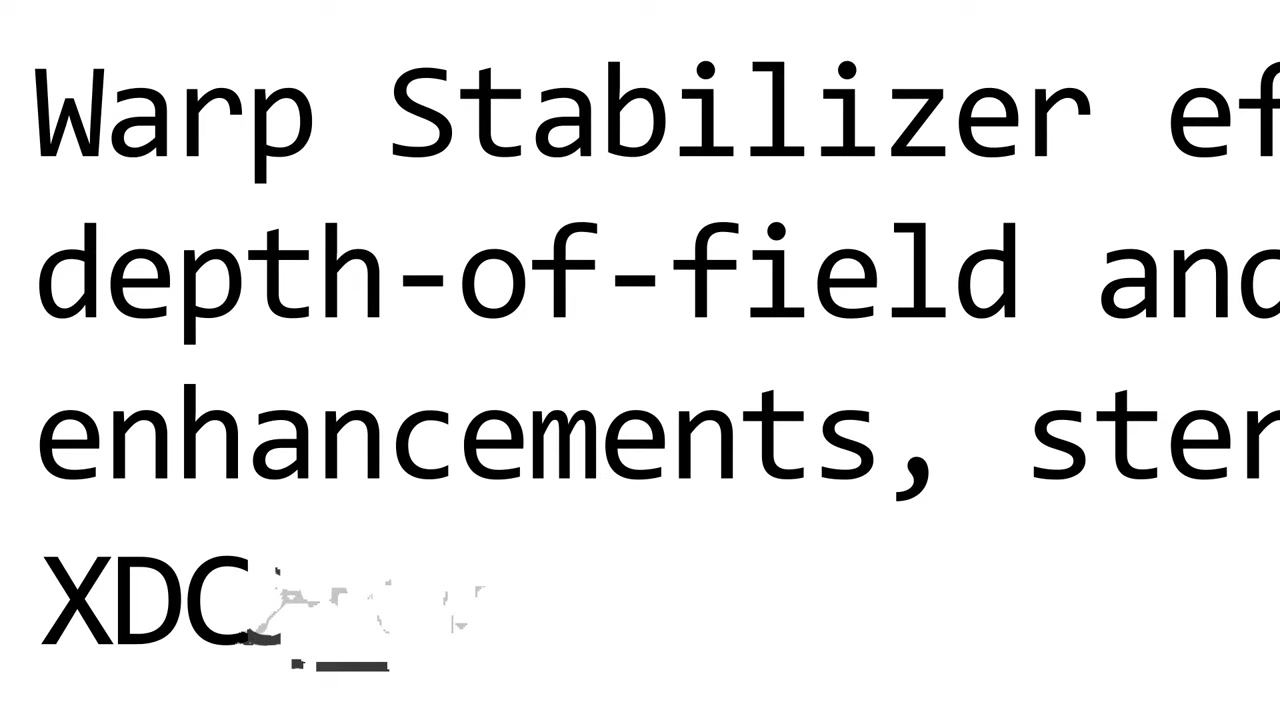 Warp Stabilizer ef
depth-of-field and
enhancements, ster
XDC